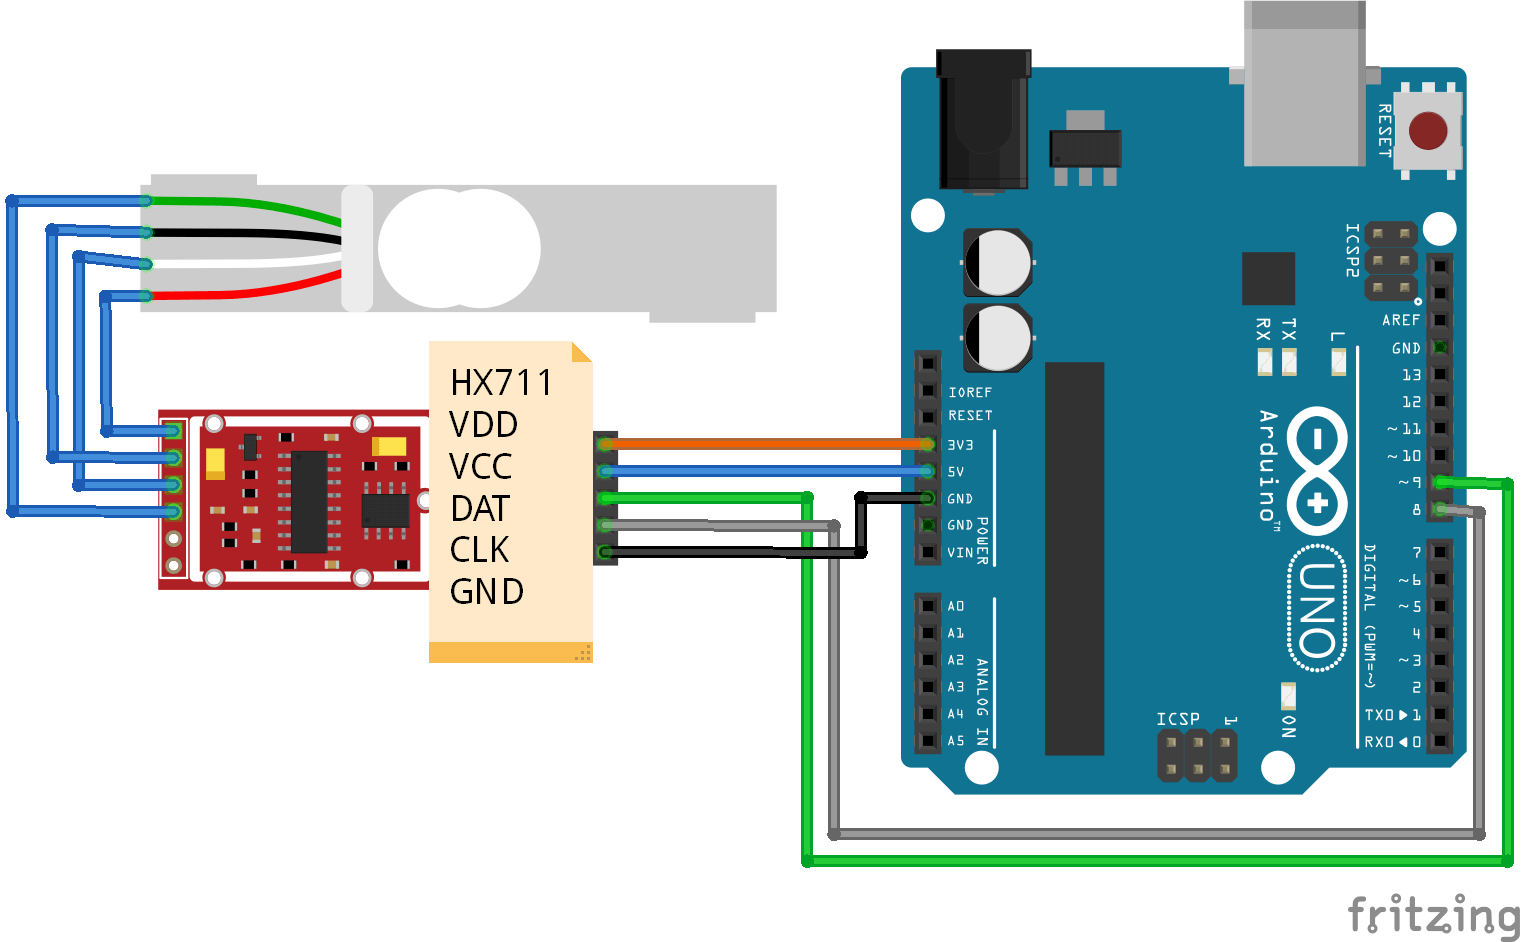 HX711
VDD
VCC
DAT
CLK
GND
RESET
ICSP2
IOREF
RESET
3V3
5V
GND
GND
VIN
POWER
A0
A1
A2
A3
A4
A5
ANALOG IN
RX
TX
L
Arduino™
UNO
AREF
GND
13
12
~11
~10
~9
8
7
~6
~5
4
~3
2
TX0▶1
RX0◀0
DIGITAL (PWM=~)
ICSP
1
ON
fritzing